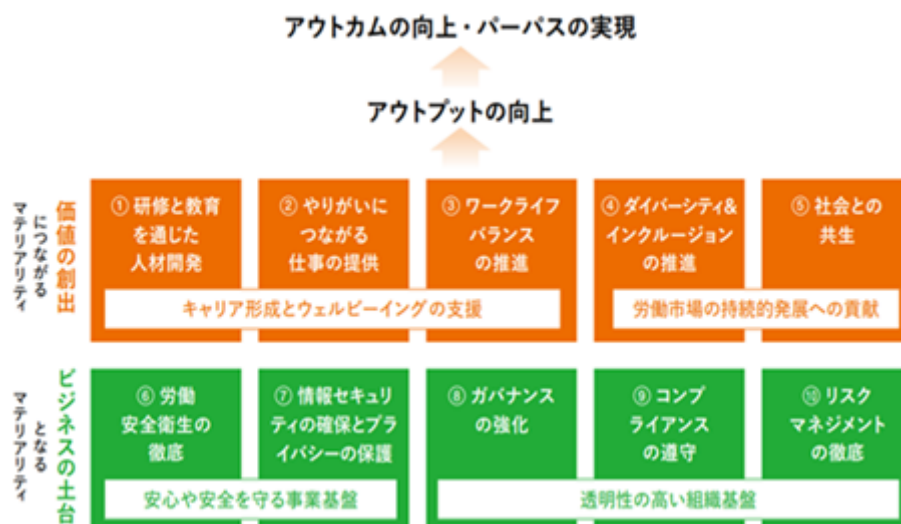 アウトカムの向上・パーパスの実現
アウトプットの向上
価値の創出
につながる
マテリアリティ
① 研修と教育
を通じた
人材開発
② やりがいに
つながる
仕事の提供
③ ワークライフ
バランス
の推進
④ ダイバーシティ&
インクルージョン
の推進
⑤ 社会との
共生
キャリア形成とウェルビーイングの支援
労働市場の持続的発展への貢献
ビジネスの土台
となる
マテリアリティ
⑥ 労働
安全衛生の
徹底
⑦ 情報セキュリ
ティの確保とプラ
イバシーの保護
⑧ ガバナンス
の強化
⑨ コンプ
ライアンス
の遵守
⑩ リスク
マネジメント
の徹底
安心や安全を守る事業基盤
透明性の高い組織基盤